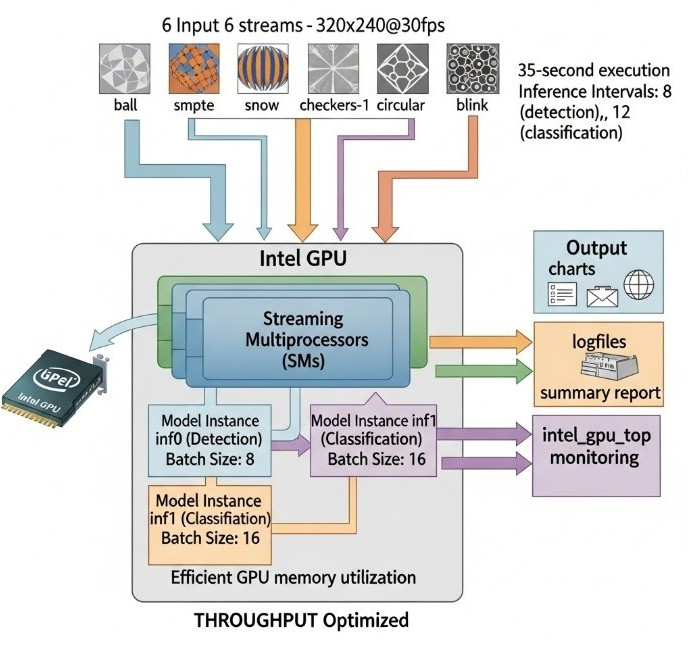 6 Input 6 streams - 320x240@30fps
ball
smpte
snow
checkers-1
circular
blink
35-second execution
Inference Intervals: 8
(detection),, 12
(classification)
Intel GPU
Streaming
Multiprocessors
(SMs)
Output
charts
logfiles
summary report
intel_gpu_top
monitoring
GPel
Intel GPU
Model Instance
inf0 (Detection)
Batch Size: 8
Model Instance inf1
(Classification)
Batch Size: 16
Model Instance
inf1 (Classifiation)
Batch Size: 16
Efficient GPU memory utilization
THROUGHPUT Optimized